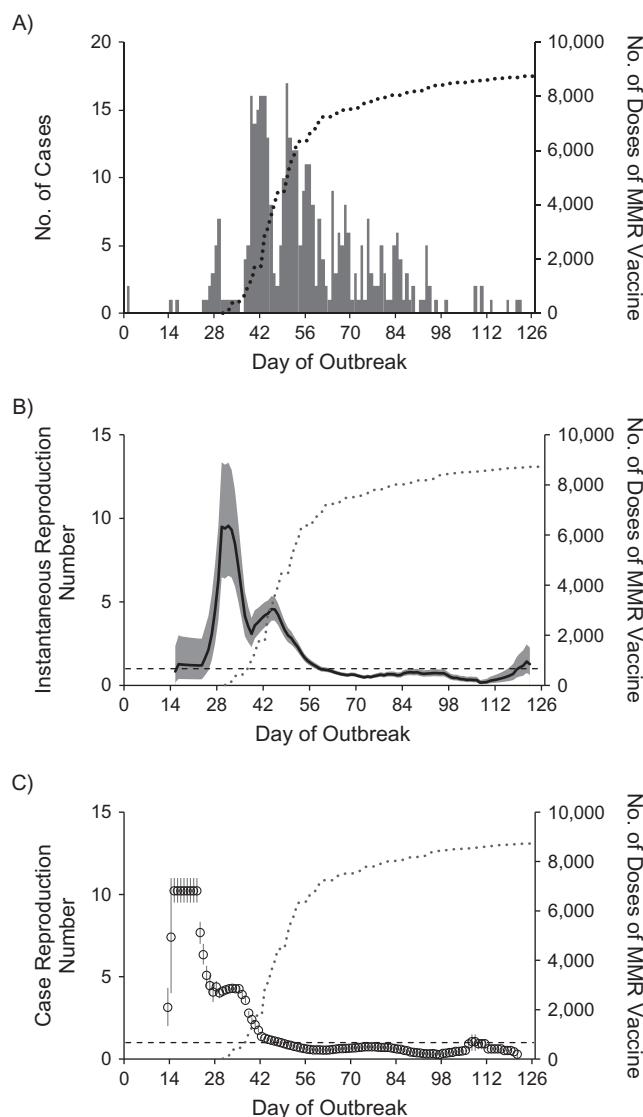 A)
No. of Cases
20
15
10
5
0
10,000
8,000
6,000
4,000
2,000
0
No. of Doses of MMR Vaccine
0 14 28 42 56 70 84 98 112 126
Day of Outbreak
B)
Instantaneous Reproduction
Number
15
10
5
0
10,000
8,000
6,000
4,000
2,000
0
No. of Doses of MMR Vaccine
0 14 28 42 56 70 84 98 112 126
Day of Outbreak
C)
Case Reproduction
Number
15
10
5
0
10,000
8,000
6,000
4,000
2,000
0
No. of Doses of MMR Vaccine
0 14 28 42 56 70 84 98 112 126
Day of Outbreak